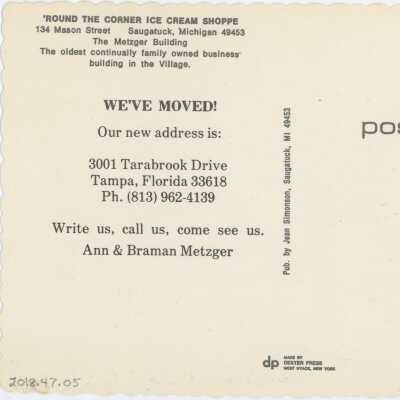 'ROUND THE CORNER ICE CREAM SHOPPE
134 Mason Street Saugatuck, Michigan 49453
The Metzger Building
The oldest continually family owned business
building in the Village.
WE'VE MOVED!
Our new address is:
3001 Tarabrook Drive
Tampa, Florida 33618
Ph. (813) 962-4139
Write us, call us, come see us.
Ann & Braman Metzger
Pub. by Jean Simonson, Saugatuck, MI 49453
pos
dp MADE BY
DEXTER PRESS
WEST NYACK, NEW YORK
2018.47.05